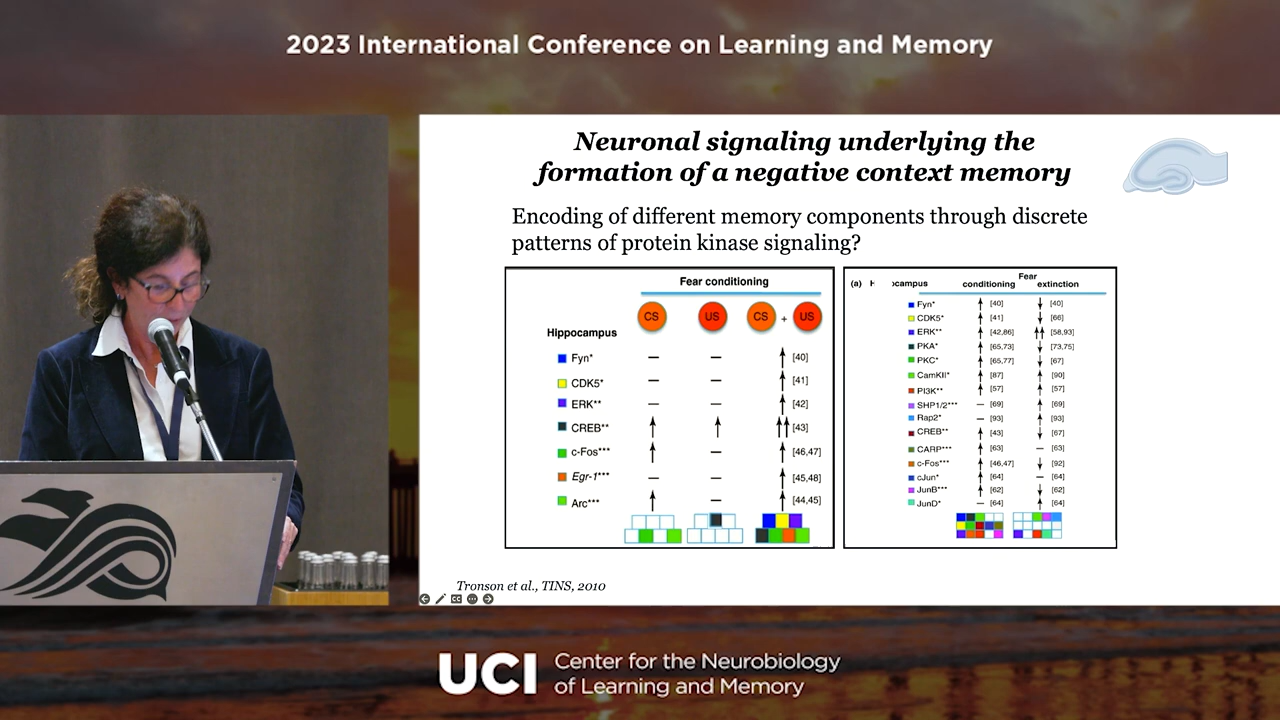 2023 International Conference on Learning and Memory
Neuronal signaling underlying the
formation of a negative context memory
Encoding of different memory components through discrete
patterns of protein kinase signaling?
Fear conditioning
CS US CS + US
Hippocampus
Fyn* — — ↑ [40]
CDK5* — — ↑ [41]
ERK** — — ↑ [42]
CREB** ↑ ↑ ↑↑ [43]
c-Fos*** ↑ — ↑ [46,47]
Egr-1*** — — ↑ [45,48]
Arc*** ↑ — ↑ [44,45]
Fear
(a) H ocampus conditioning extinction
Fyn* ↑ [40] ↓ [40]
CDK5* ↑ [41] ↓ [66]
ERK** ↑ [42,86] ↑↑ [58,93]
PKA* ↑ [65,73] ↓ [73,75]
PKC* ↑ [65,77] ↓ [67]
CamKII* ↑ [87] ↑ [90]
PI3K** ↑ [57] ↑ [57]
SHP1/2*** — [69] ↑ [69]
Rap2* — [93] ↑ [93]
CREB** ↑ [43] ↓ [67]
CARP*** ↑ [63] — [63]
c-Fos*** ↑ [46,47] ↓ [92]
cJun* ↑ [64] — [64]
JunB*** ↑ [62] ↓ [62]
JunD* — [64] ↑ [64]
Tronson et al., TINS, 2010
UCI Center for the Neurobiology
of Learning and Memory